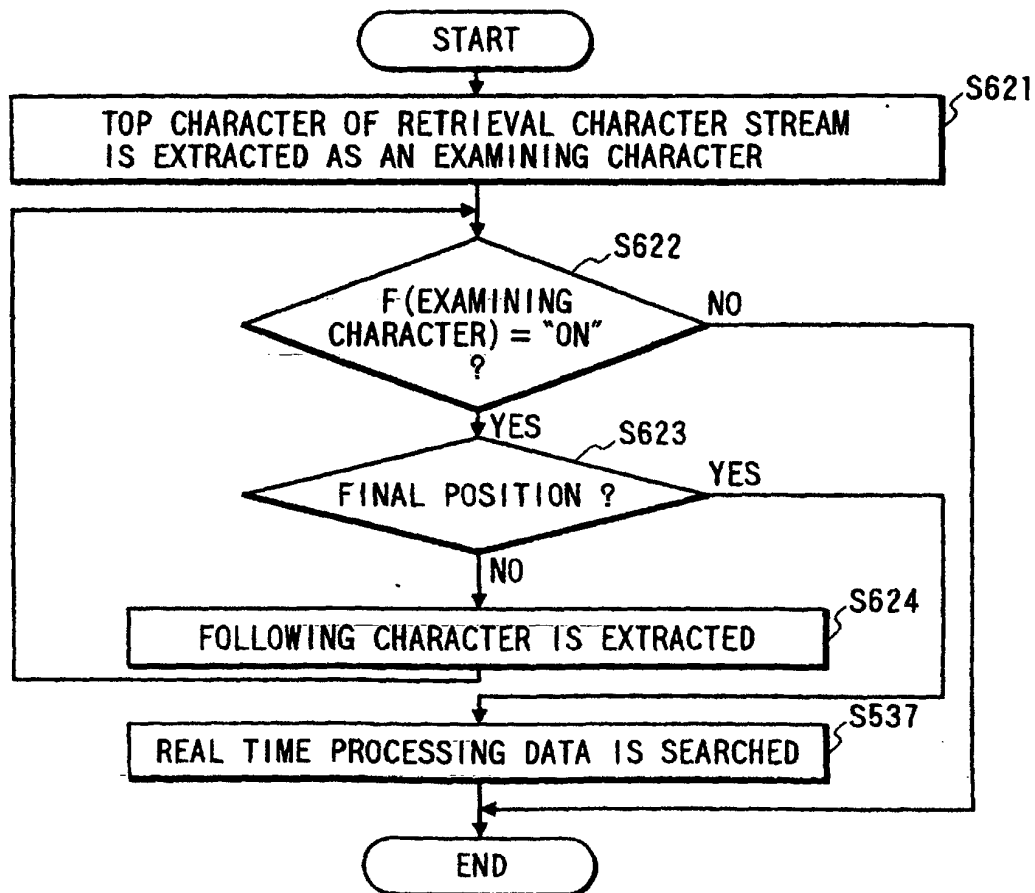 START
S621
TOP CHARACTER OF RETRIEVAL CHARACTER STREAM
IS EXTRACTED AS AN EXAMINING CHARACTER
S622
F(EXAMINING
CHARACTER) = "ON"
?
NO
YES
S623
FINAL POSITION ?
YES
NO
S624
FOLLOWING CHARACTER IS EXTRACTED
S537
REAL TIME PROCESSING DATA IS SEARCHED
END